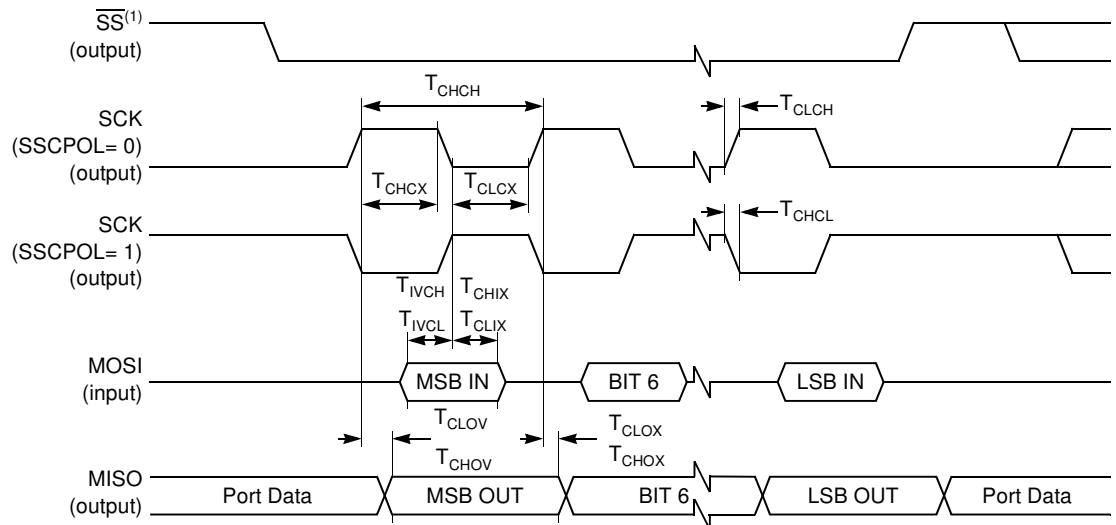 SS(1)
(output)
TCHCH
TCLCH
SCK
(SSCPOL= 0)
(output)
TCHCX
TCLCX
TCHCL
SCK
(SSCPOL= 1)
(output)
TIVCH
TCHIX
TIVCL
TCLIX
MOSI
(input)
MSB IN
BIT 6
LSB IN
TCLOV
TCLOX
TCHOV
TCHOX
MISO
(output)
Port Data
MSB OUT
BIT 6
LSB OUT
Port Data